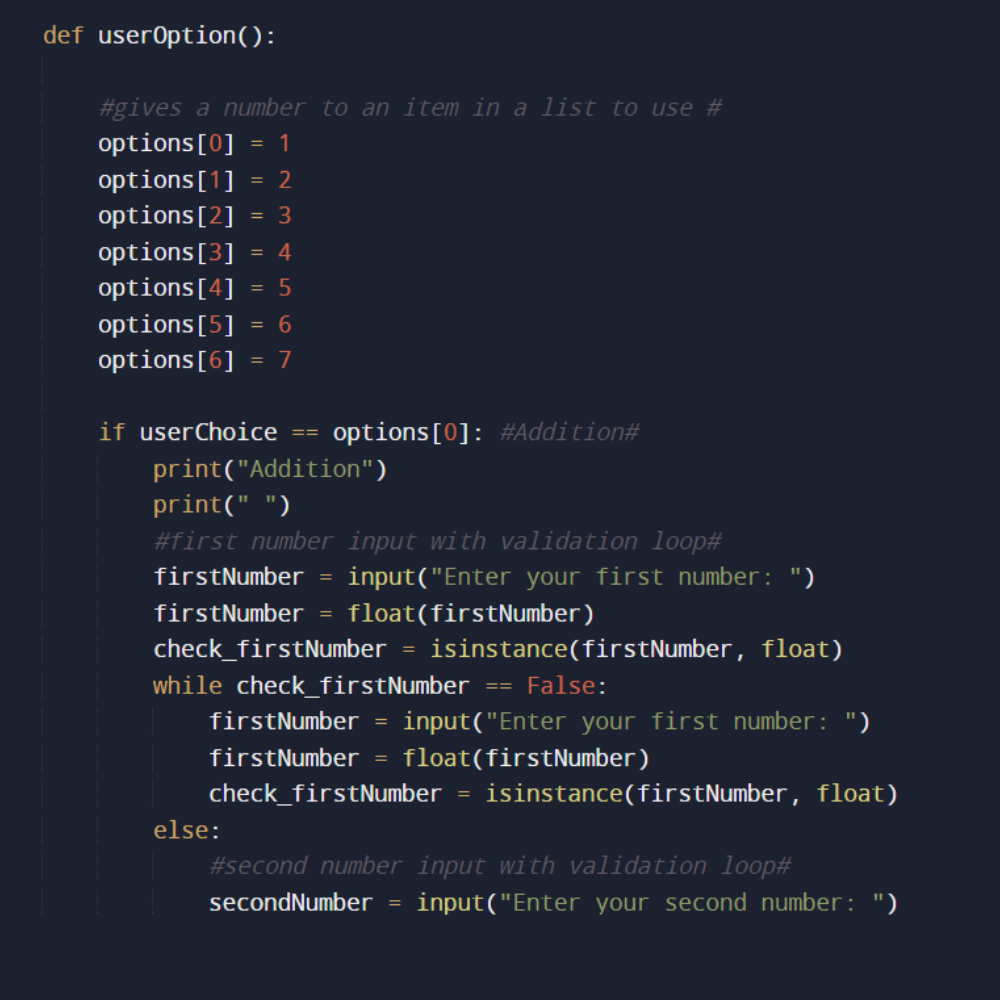 def userOption():
#gives a number to an item in a list to use #
options[0] = 1
options[1] = 2
options[2] = 3
options[3] = 4
options[4] = 5
options[5] = 6
options[6] = 7
if userChoice == options[0]: #Addition#
print("Addition")
print(" ")
#first number input with validation loop#
firstNumber = input("Enter your first number: ")
firstNumber = float(firstNumber)
check_firstNumber = isinstance(firstNumber, float)
while check_firstNumber == False:
firstNumber = input("Enter your first number: ")
firstNumber = float(firstNumber)
check_firstNumber = isinstance(firstNumber, float)
else:
#second number input with validation loop#
secondNumber = input("Enter your second number: ")